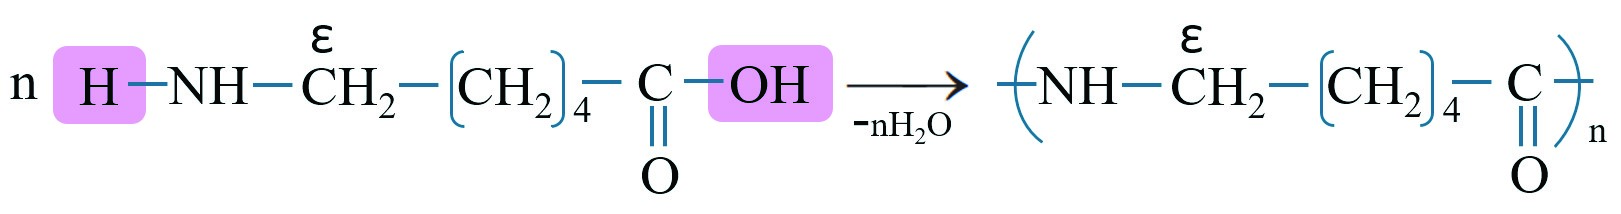 ε ε
n H—NH—CH₂—[CH₂]₄—C—OH → (—NH—CH₂—[CH₂]₄—C—)n
-nH₂O
O O